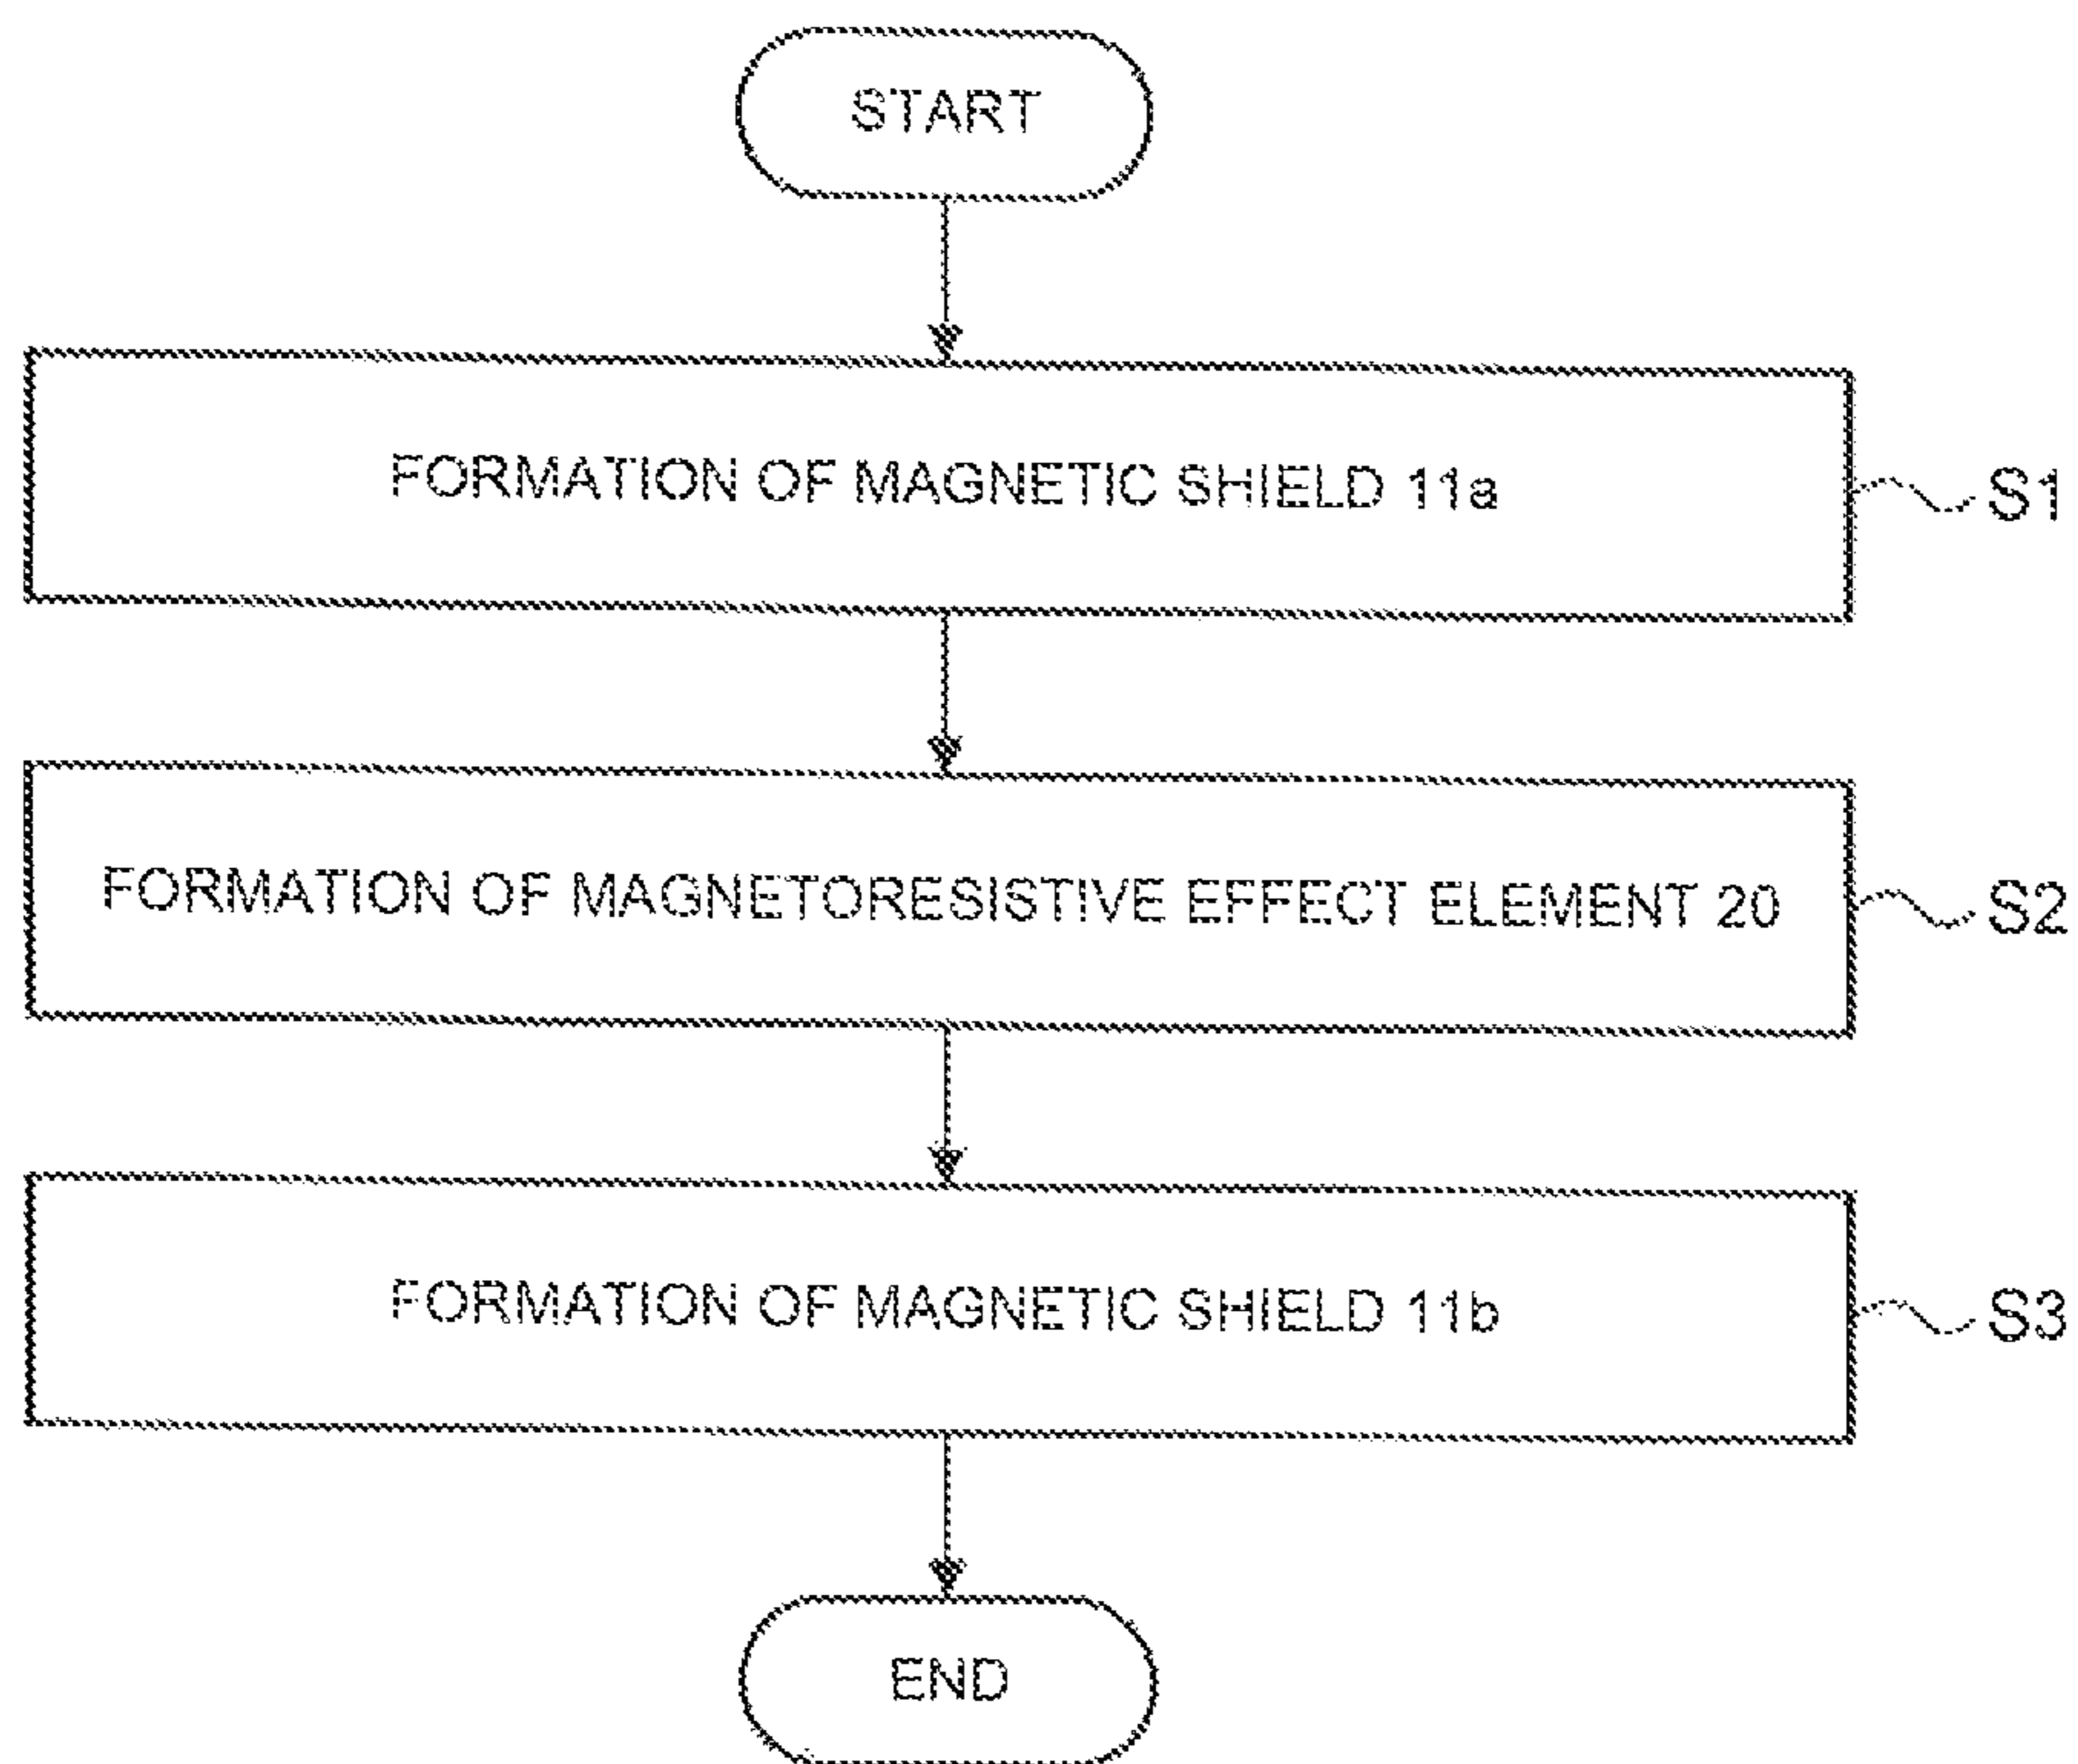 START
FORMATION OF MAGNETIC SHIELD 11a
S1
FORMATION OF MAGNETORESISTIVE EFFECT ELEMENT 20
S2
FORMATION OF MAGNETIC SHIELD 11b
S3
END